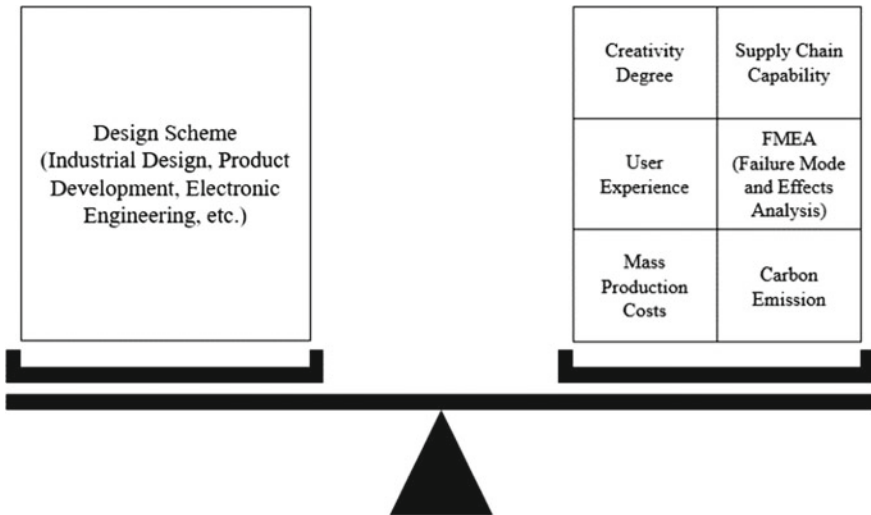 Design Scheme
(Industrial Design, Product
Development, Electronic
Engineering, etc.)
Creativity
Degree
Supply Chain
Capability
User
Experience
FMEA
(Failure Mode
and Effects
Analysis)
Mass
Production
Costs
Carbon
Emission